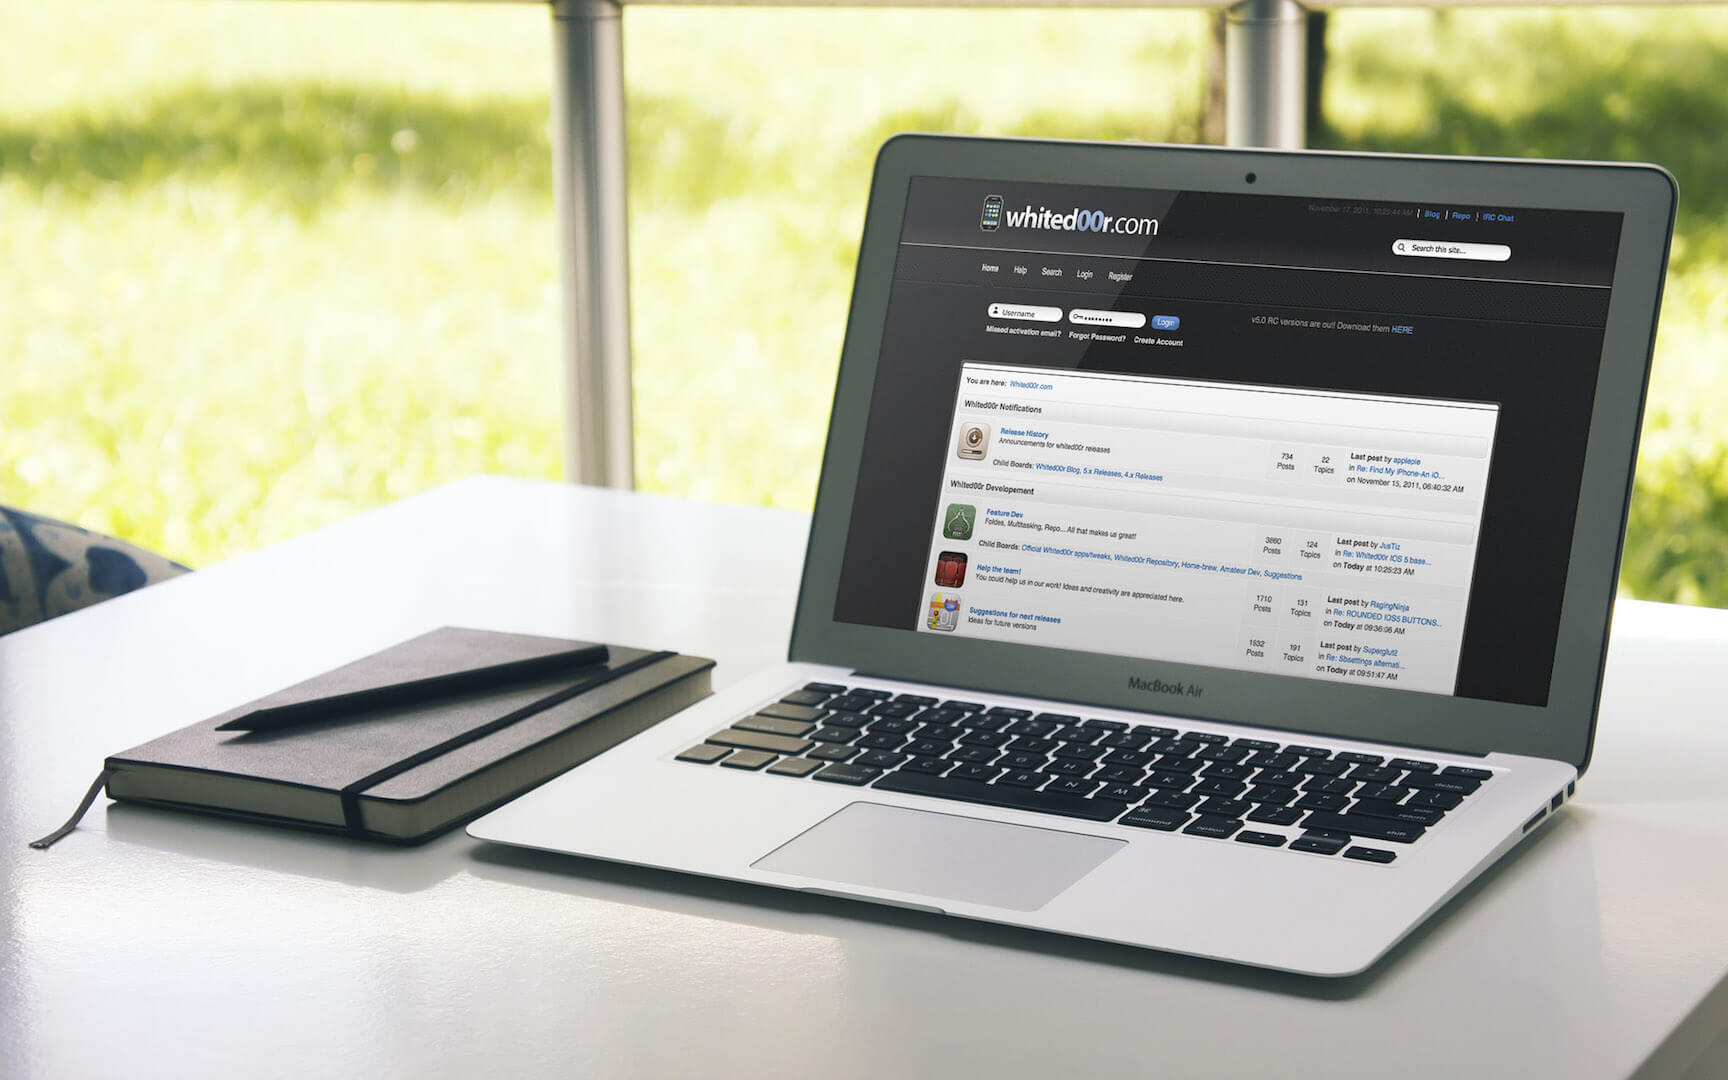 whited00r.com
November 17, 2011, 10:25:44 AM | Blog | Repo | IRC Chat
Search this site...
Home Help Search Login Register
Username
Login
Missed activation email? Forgot Password? Create Account
v5.0 RC versions are out! Download them HERE
You are here: Whited00r.com
Whited00r Notifications
Release History
Announcements for whited00r releases
Child Boards: Whited00r Blog, 5.x Releases, 4.x Releases
734 Posts
22 Topics
Last post by applepie
in Re: Find My iPhone-An iO...
on November 15, 2011, 06:40:32 AM
Whited00r Developement
Feature Dev
Foldes, Multitasking, Repo... All that makes us great!
Child Boards: Official Whited00r apps/tweaks, Whited00r Repository, Home-brew, Amateur Dev, Suggestions
3860 Posts
124 Topics
Last post by JusTiz
in Re: Whited00r IOS 5 base...
on Today at 10:25:23 AM
Help the team!
You could help us in our work! Ideas and creativity are appreciated here.
1710 Posts
131 Topics
Last post by RagingNinja
in Re: ROUNDED IOS5 BUTTONS...
on Today at 09:36:06 AM
Suggestions for next releases
Ideas for future versions
1932 Posts
191 Topics
Last post by Superglut2
in Re: Sbsettings alternati...
on Today at 09:51:47 AM
MacBook Air
delete
return
shift
command
option